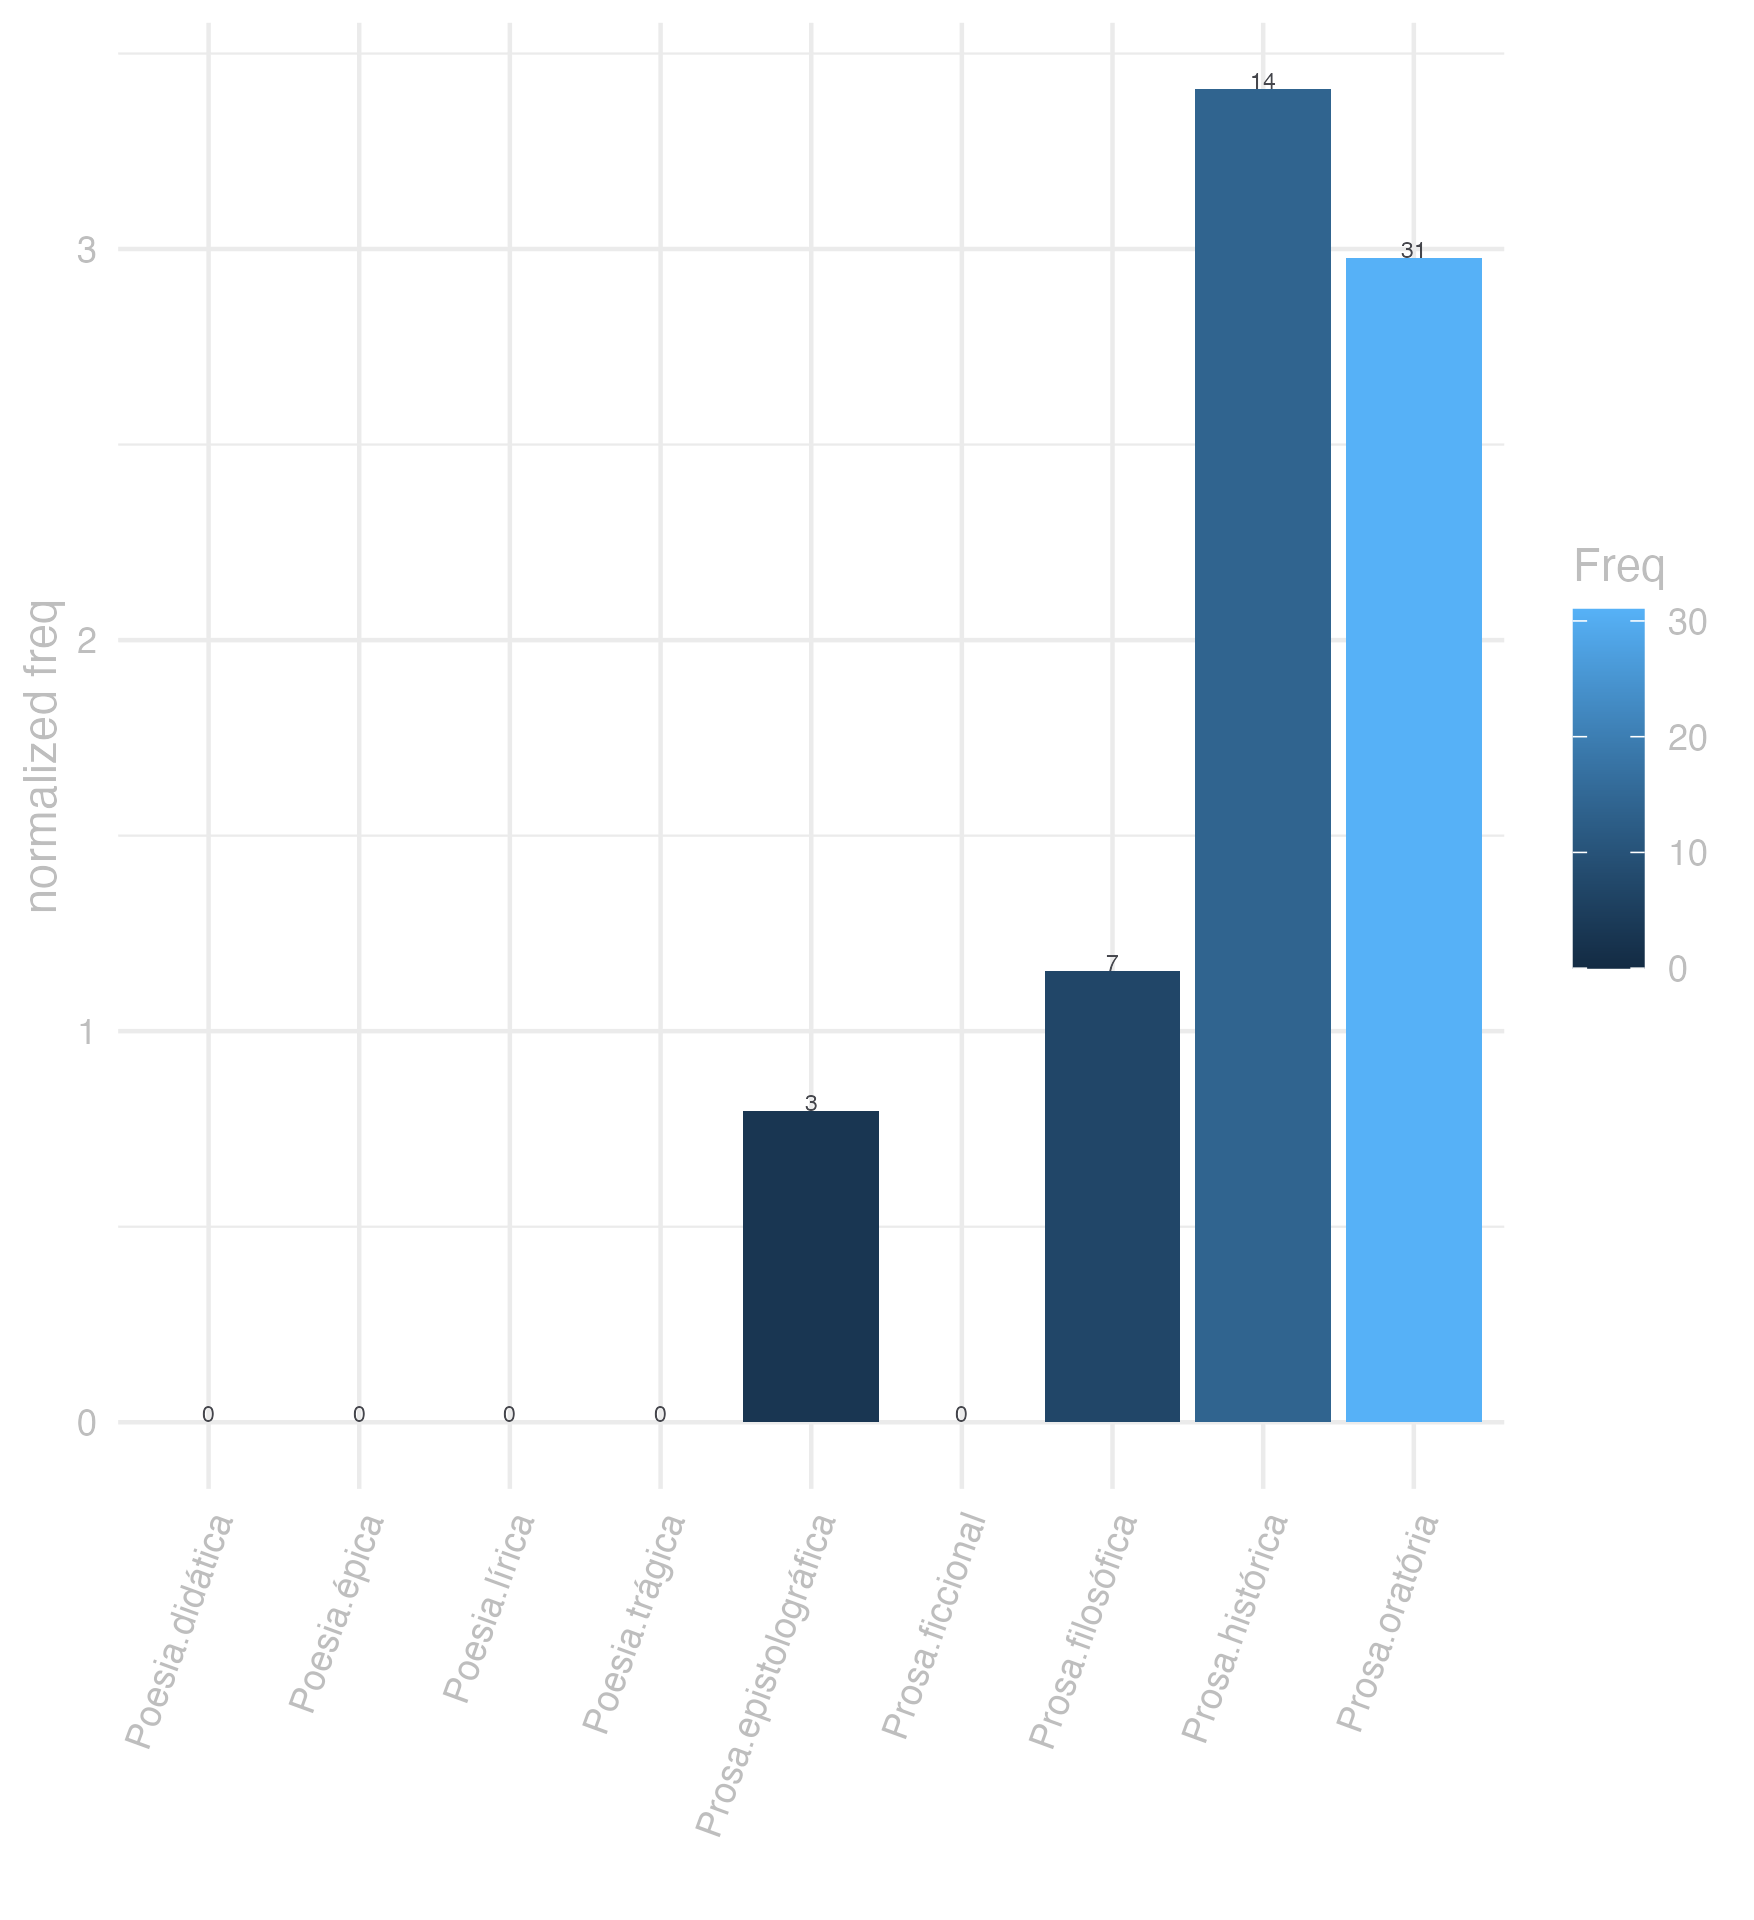 14
31
3
Freq
30
normalized freq
2
20
10
7
1
0
3
0
0
0
0
0
0
Poesia.didática
Poesia.épica
Poesia.lírica
Poesia.trágica
Prosa.epistolográfica
Prosa.ficcional
Prosa.filosófica
Prosa.histórica
Prosa.oratória